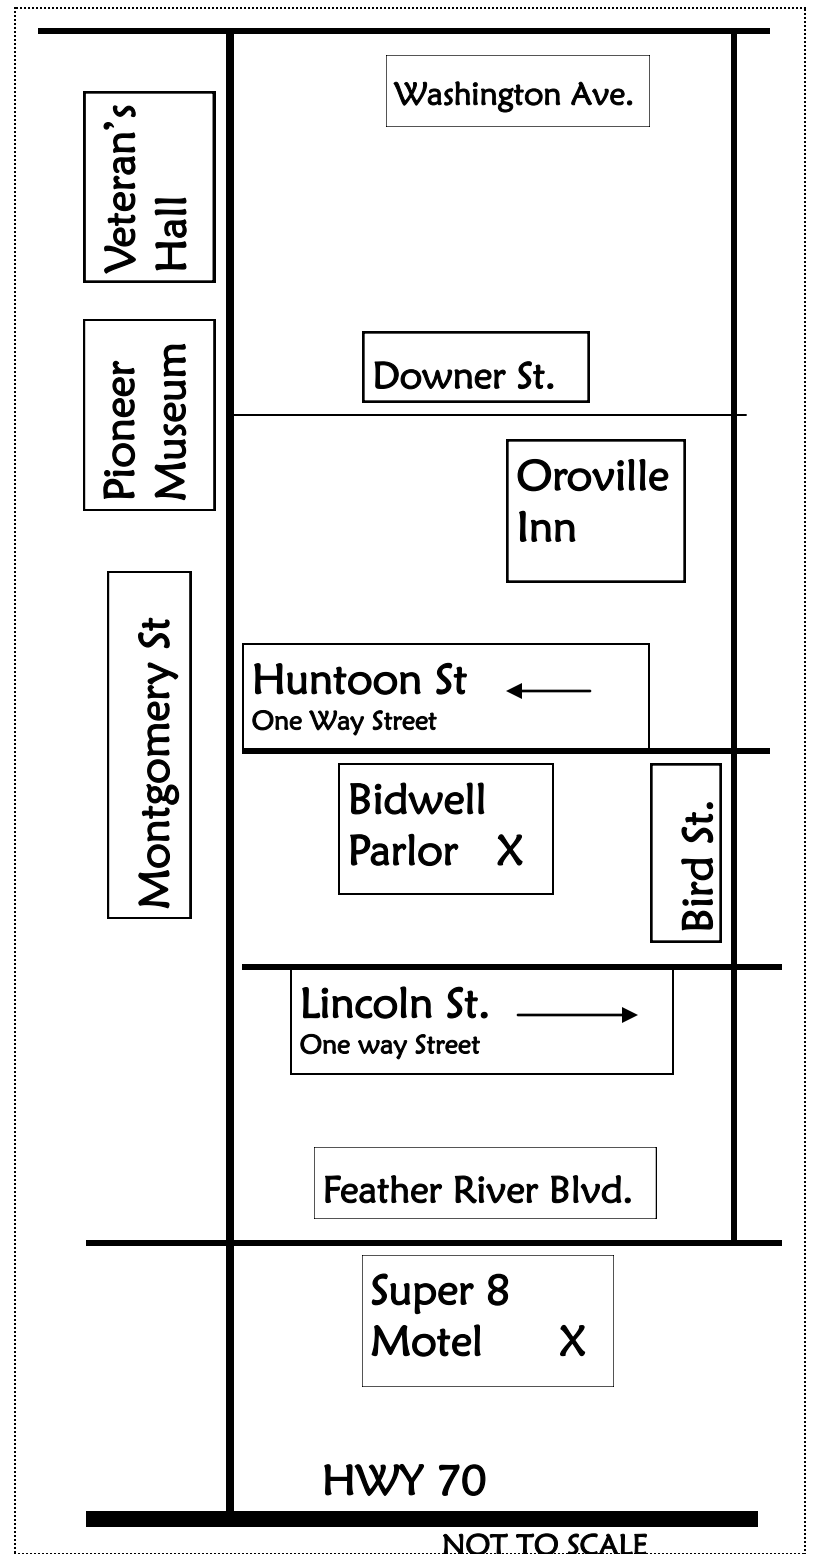 Washington Ave.
Veteran's
Hall
Downer St.
Pioneer
Museum
Oroville
Inn
Montgomery St
Huntoon St
One Way Street
Bidwell
Parlor X
Bird St.
Lincoln St.
One way Street
Feather River Blvd.
Super 8
Motel X
HWY 70
NOT TO SCALE